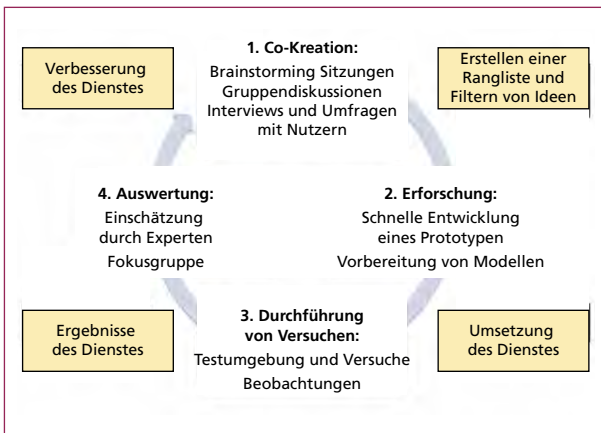 1. Co-Kreation:
Brainstorming Sitzungen
Gruppendiskussionen
Interviews und Umfragen
mit Nutzern
Erstellen einer
Rangliste und
Filtern von Ideen
2. Erforschung:
Schnelle Entwicklung
eines Prototypen
Vorbereitung von Modellen
Umsetzung
des Dienstes
3. Durchführung
von Versuchen:
Testumgebung und Versuche
Beobachtungen
Ergebnisse
des Dienstes
4. Auswertung:
Einschätzung
durch Experten
Fokusgruppe
Verbesserung
des Dienstes